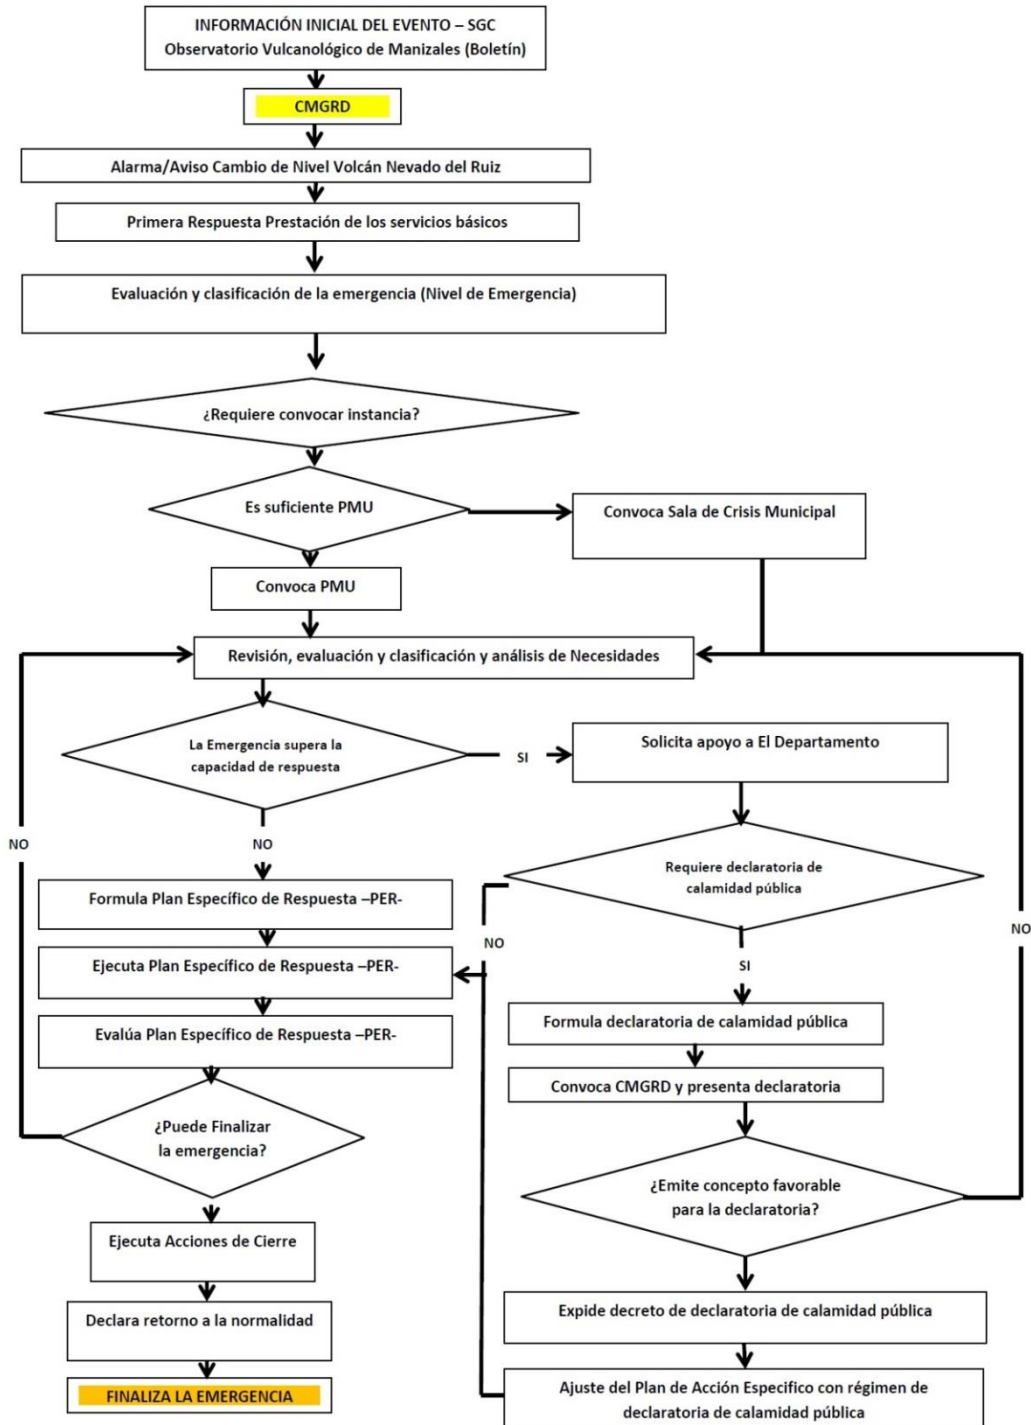 INFORMACIÓN INICIAL DEL EVENTO – SGC
Observatorio Vulcanológico de Manizales (Boletín)
CMGRD
Alarma/Aviso Cambio de Nivel Volcán Nevado del Ruiz
Primera Respuesta Prestación de los servicios básicos
Evaluación y clasificación de la emergencia (Nivel de Emergencia)
¿Requiere convocar instancia?
Es suficiente PMU
Convoca Sala de Crisis Municipal
Convoca PMU
Revisión, evaluación y clasificación y análisis de Necesidades
La Emergencia supera la
capacidad de respuesta
SI
Solicita apoyo a El Departamento
NO
NO
Requiere declaratoria de
calamidad pública
Formula Plan Específico de Respuesta –PER-
NO
NO
Ejecuta Plan Específico de Respuesta –PER-
SI
Evalúa Plan Específico de Respuesta –PER-
Formula declaratoria de calamidad pública
Convoca CMGRD y presenta declaratoria
¿Puede Finalizar
la emergencia?
¿Emite concepto favorable
para la declaratoria?
Ejecuta Acciones de Cierre
Expide decreto de declaratoria de calamidad pública
Declara retorno a la normalidad
FINALIZA LA EMERGENCIA
Ajuste del Plan de Acción Especifico con régimen de
declaratoria de calamidad pública